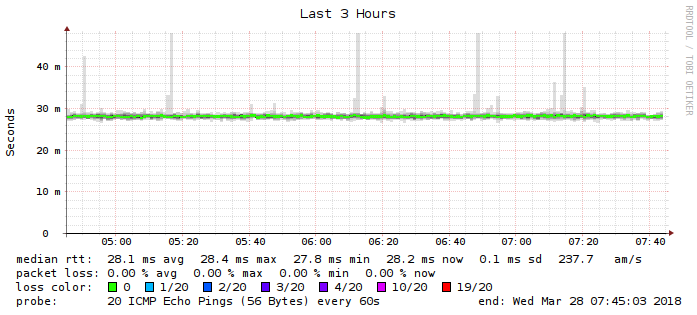 Last 3 Hours
RRDTOOL / TOBI OETIKER
Seconds
40 m
30 m
20 m
10 m
0
05:00 05:20 05:40 06:00 06:20 06:40 07:00 07:20 07:40
median rtt: 28.1 ms avg 28.4 ms max 27.8 ms min 28.2 ms now 0.1 ms sd 237.7 am/s
packet loss: 0.00 % avg 0.00 % max 0.00 % min 0.00 % now
loss color: 0 1/20 2/20 3/20 4/20 10/20 19/20
probe: 20 ICMP Echo Pings (56 Bytes) every 60s end: Wed Mar 28 07:45:03 2018